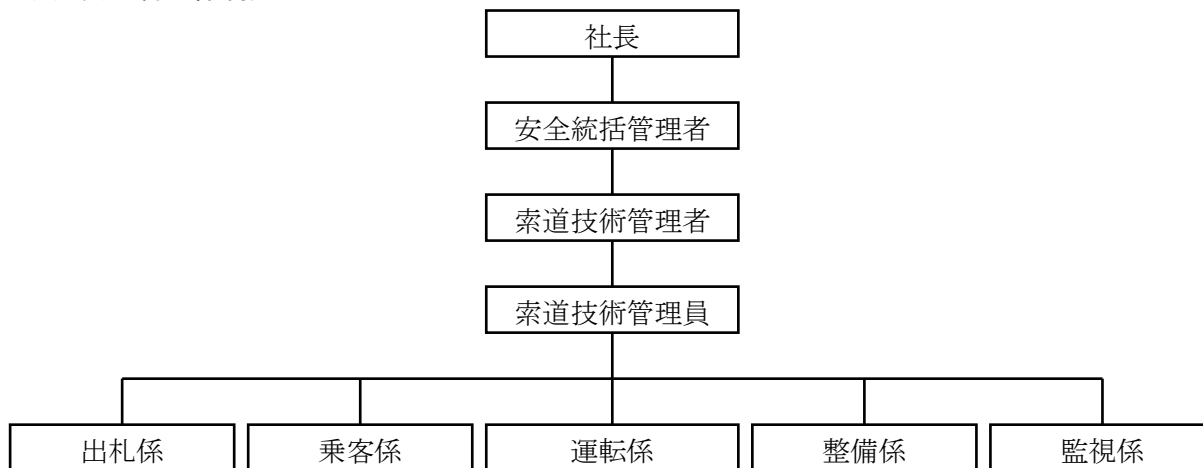 社長
安全統括管理者
索道技術管理者
索道技術管理員
出札係 乗客係 運転係 整備係 監視係